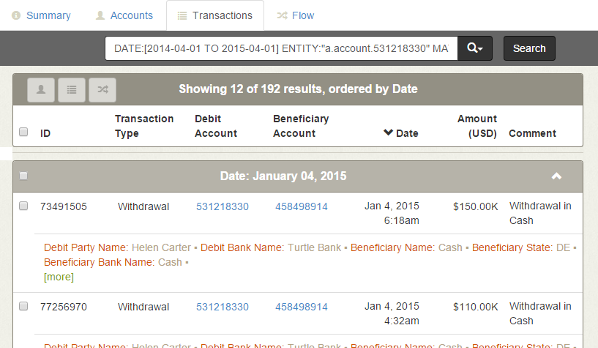 Summary Accounts Transactions Flow
DATE:[2014-04-01 TO 2015-04-01] ENTITY:"a.account.531218330" MA Search
Showing 12 of 192 results, ordered by Date
ID Transaction Type Debit Account Beneficiary Account Date Amount (USD) Comment
Date: January 04, 2015
73491505 Withdrawal 531218330 458498914 Jan 4, 2015 $150.00K Withdrawal in
6:18am Cash
Debit Party Name: Helen Carter • Debit Bank Name: Turtle Bank • Beneficiary Name: Cash • Beneficiary State: DE •
Beneficiary Bank Name: Cash •
[more]
77256970 Withdrawal 531218330 458498914 Jan 4, 2015 $110.00K Withdrawal in
4:32am Cash
Debit Party Name: Helen Carter • Debit Bank Name: Turtle Bank • Beneficiary Name: Cash • Beneficiary State: DE •